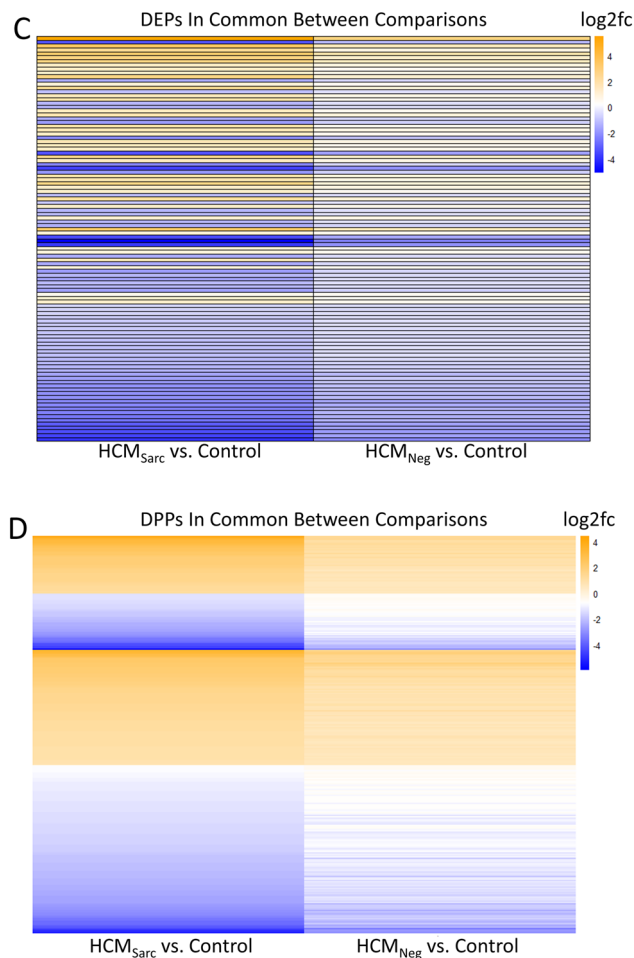 C
DEPs In Common Between Comparisons
log2fc
4
2
0
-2
-4
HCMSarc vs. Control
HCMNeg vs. Control
D
DPPs In Common Between Comparisons
log2fc
4
2
0
-2
-4
HCMSarc vs. Control
HCMNeg vs. Control